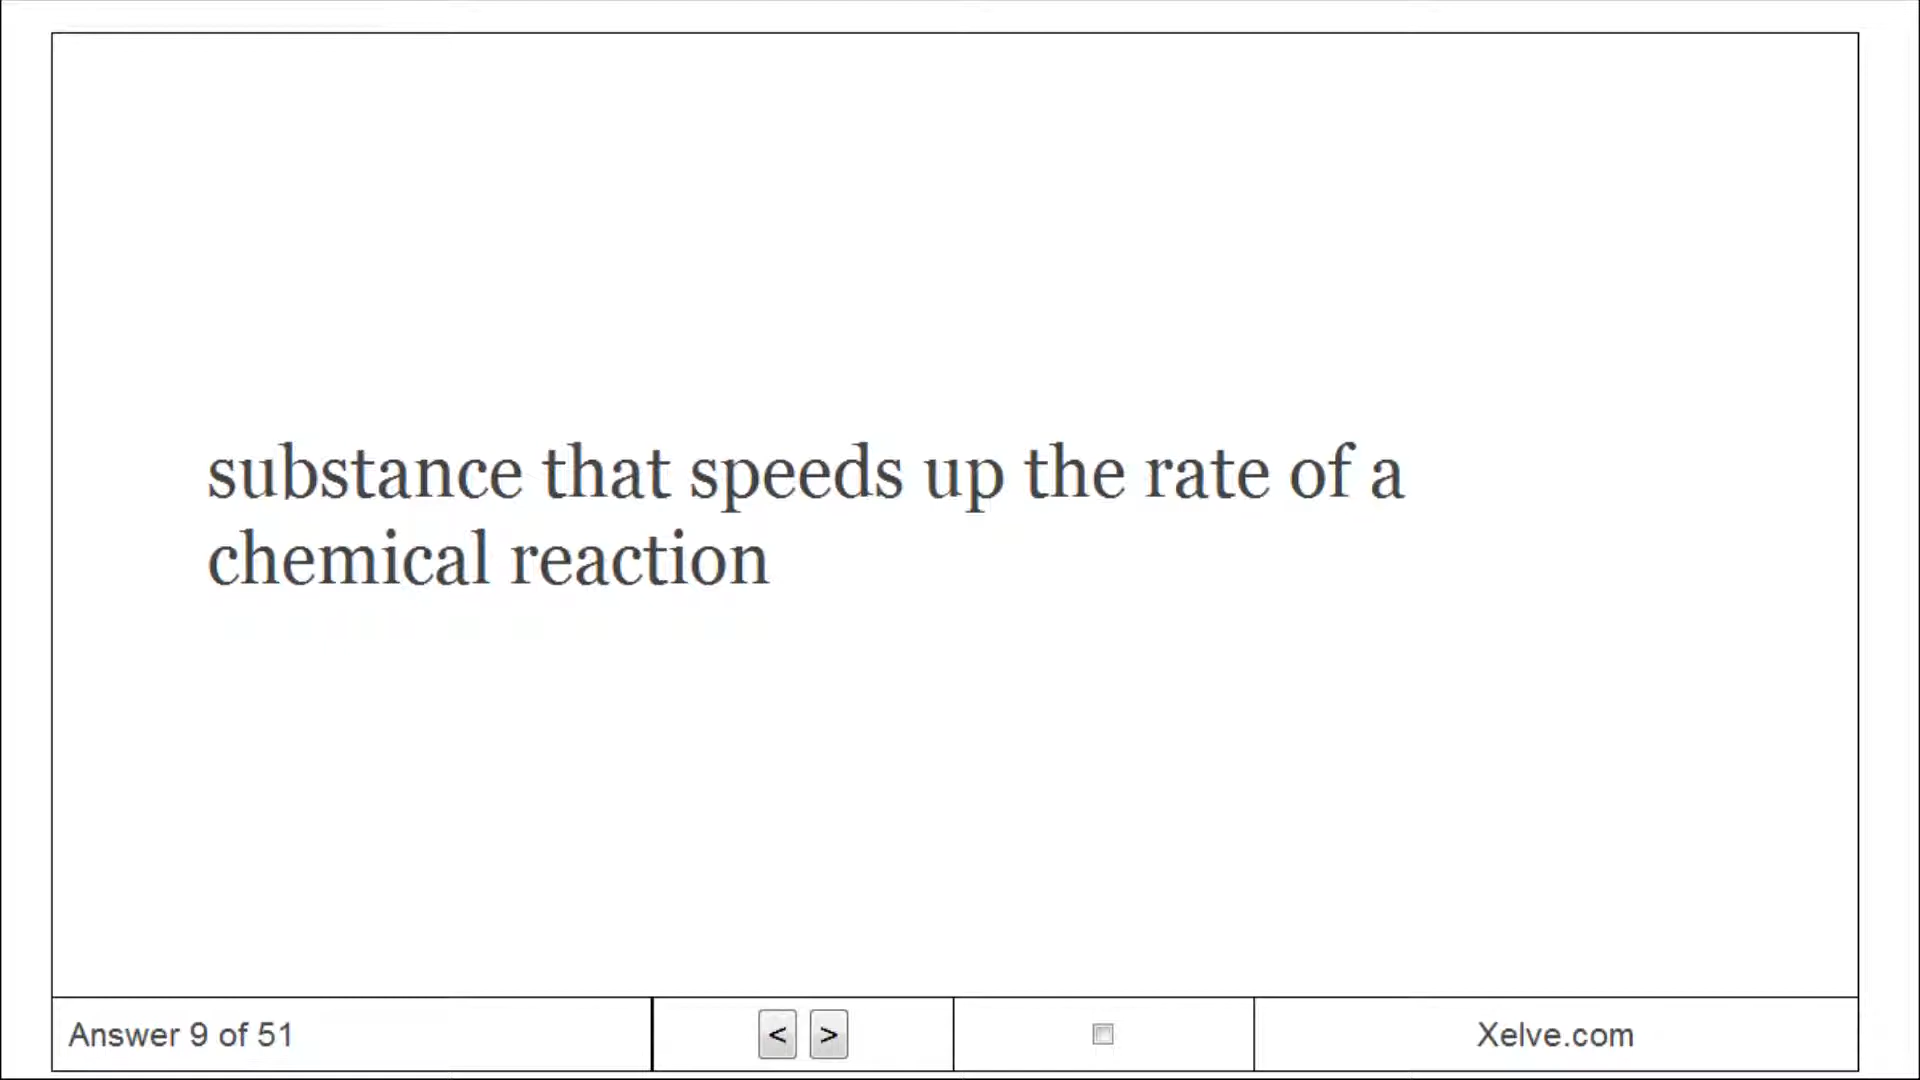 substance that speeds up the rate of a
chemical reaction
Answer 9 of 51
< >
Xelve.com